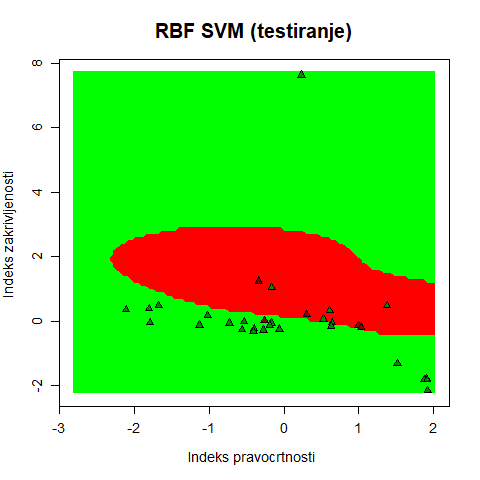 RBF SVM (testiranje)
Indeks zakrivljenosti
8
6
4
2
0
-2
-3 -2 -1 0 1 2
Indeks pravocrtnosti